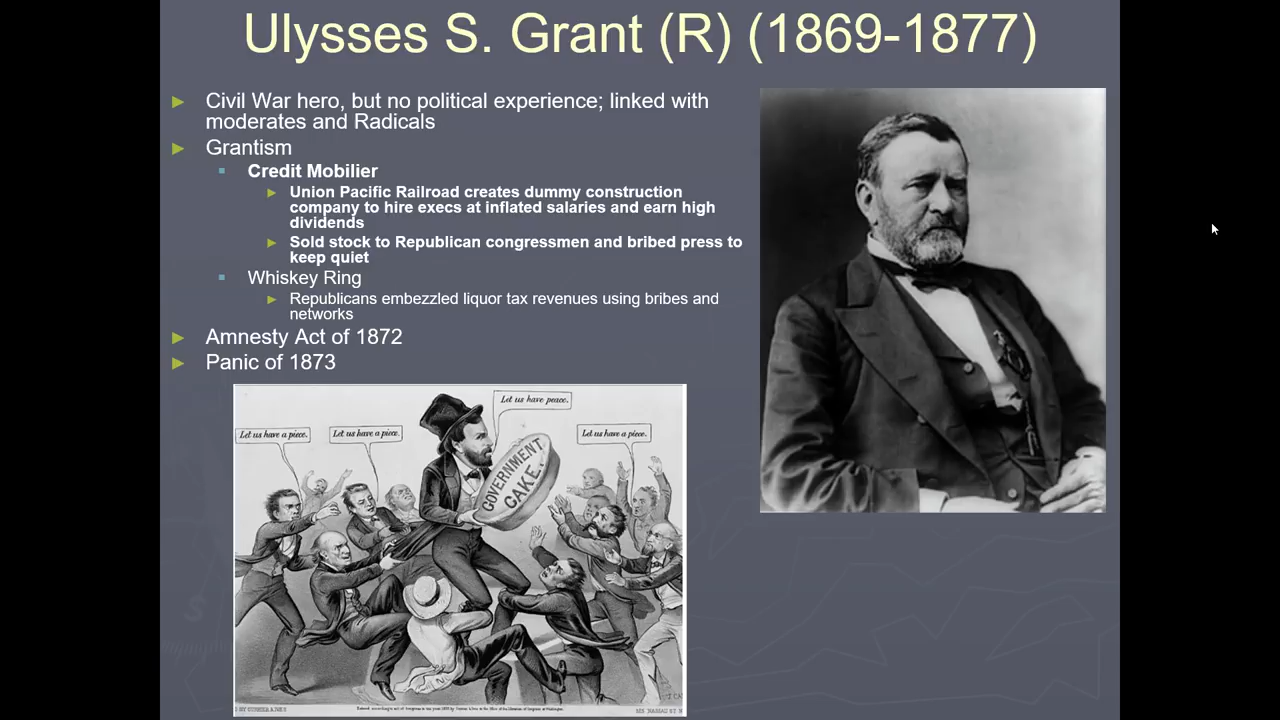 Ulysses S. Grant (R) (1869-1877)
Civil War hero, but no political experience; linked with
moderates and Radicals
Grantism
Credit Mobilier
Union Pacific Railroad creates dummy construction
company to hire execs at inflated salaries and earn high
dividends
Sold stock to Republican congressmen and bribed press to
keep quiet
Whiskey Ring
Republicans embezzled liquor tax revenues using bribes and
networks
Amnesty Act of 1872
Panic of 1873
Let us have peace.
Let us have a piece.
Let us have a piece.
Let us have a piece.
GOVERNMENT
CAKE.